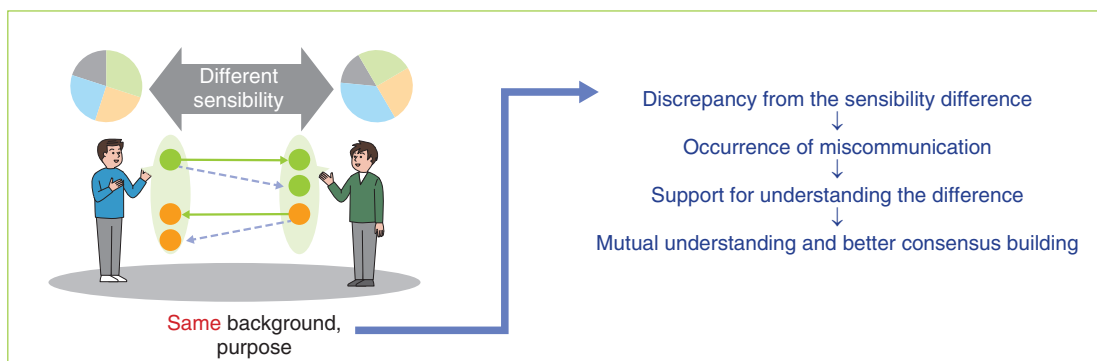 Different
sensibility
Same background,
purpose
Discrepancy from the sensibility difference
↓
Occurrence of miscommunication
↓
Support for understanding the difference
↓
Mutual understanding and better consensus building